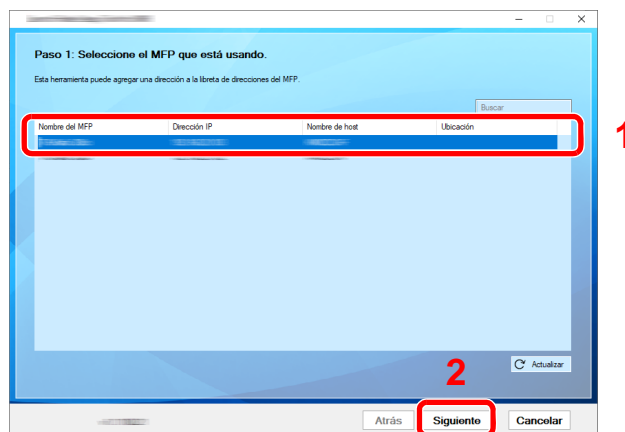 Paso 1: Seleccione el MFP que está usando.
Esta herramienta puede agregar una dirección a la libreta de direcciones del MFP.
Buscar
Nombre del MFP Dirección IP Nombre de host Ubicación
1
2
Actualizar
Atrás Siguiente Cancelar